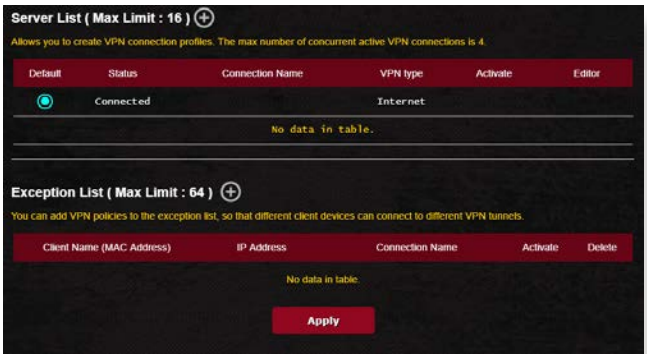 Server List ( Max Limit : 16 )
Allows you to create VPN connection profiles. The max number of concurrent active VPN connections is 4.
Default Status Connection Name VPN type Activate Editor
Connected Internet
No data in table.
Exception List ( Max Limit : 64 )
You can add VPN policies to the exception list, so that different client devices can connect to different VPN tunnels.
Client Name (MAC Address) IP Address Connection Name Activate Delete
No data in table.
Apply